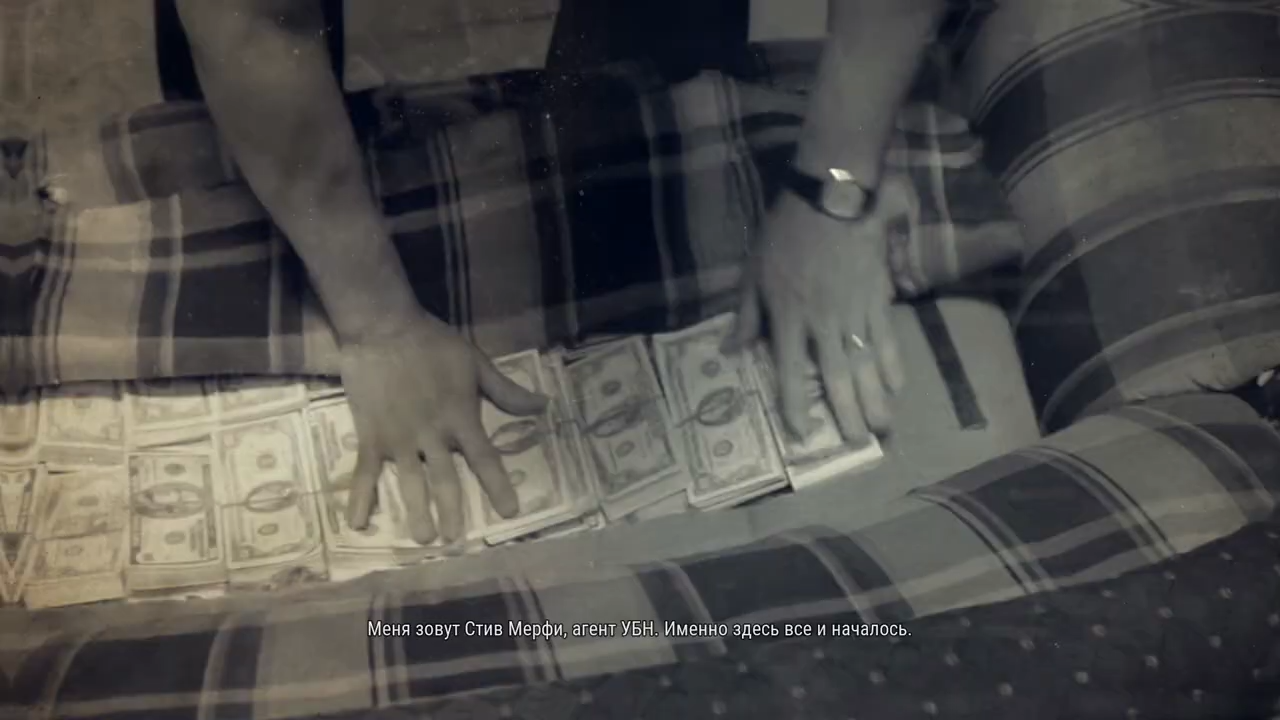 Меня зовут Стив Мерфи, агент УБН. Именно здесь все и началось.